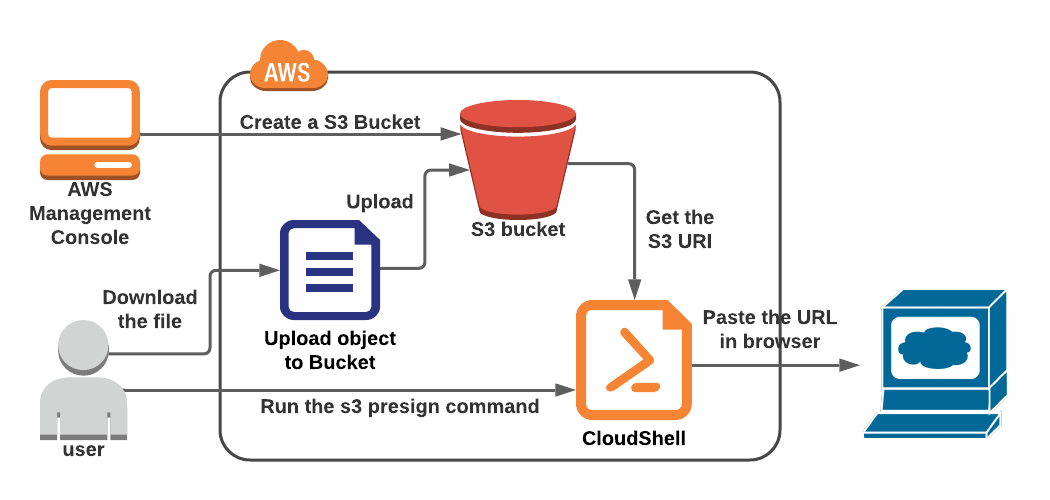 AWS
Create a S3 Bucket
AWS
Management
Console
Upload
S3 bucket
Get the
S3 URI
Download
the file
Upload object
to Bucket
Paste the URL
in browser
Run the s3 presign command
CloudShell
user